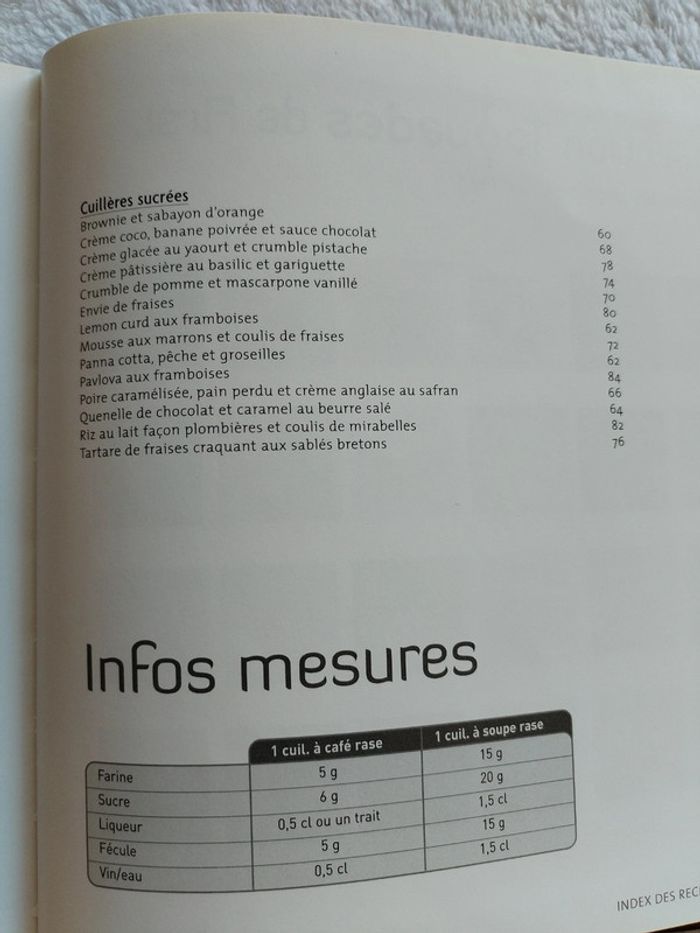 Cuillères sucrées
Brownie et sabayon d'orange 60
Crème coco, banane poivrée et sauce chocolat 68
Crème glacée au yaourt et crumble pistache 78
Crème pâtissière au basilic et gariguette 74
Crumble de pomme et mascarpone vanillé 70
Envie de fraises 80
Lemon curd aux framboises 62
Mousse aux marrons et coulis de fraises 72
Panna cotta, pêche et groseilles 62
Pavlova aux framboises 84
Poire caramélisée, pain perdu et crème anglaise au safran 66
Quenelle de chocolat et caramel au beurre salé 64
Riz au lait façon plombières et coulis de mirabelles 82
Tartare de fraises craquant aux sablés bretons 76
Infos mesures
1 cuil. à café rase 1 cuil. à soupe rase
Farine 5 g 15 g
Sucre 6 g 20 g
Liqueur 0,5 cl ou un trait 1,5 cl
Fécule 5 g 15 g
Vin/eau 0,5 cl 1,5 cl
INDEX DES